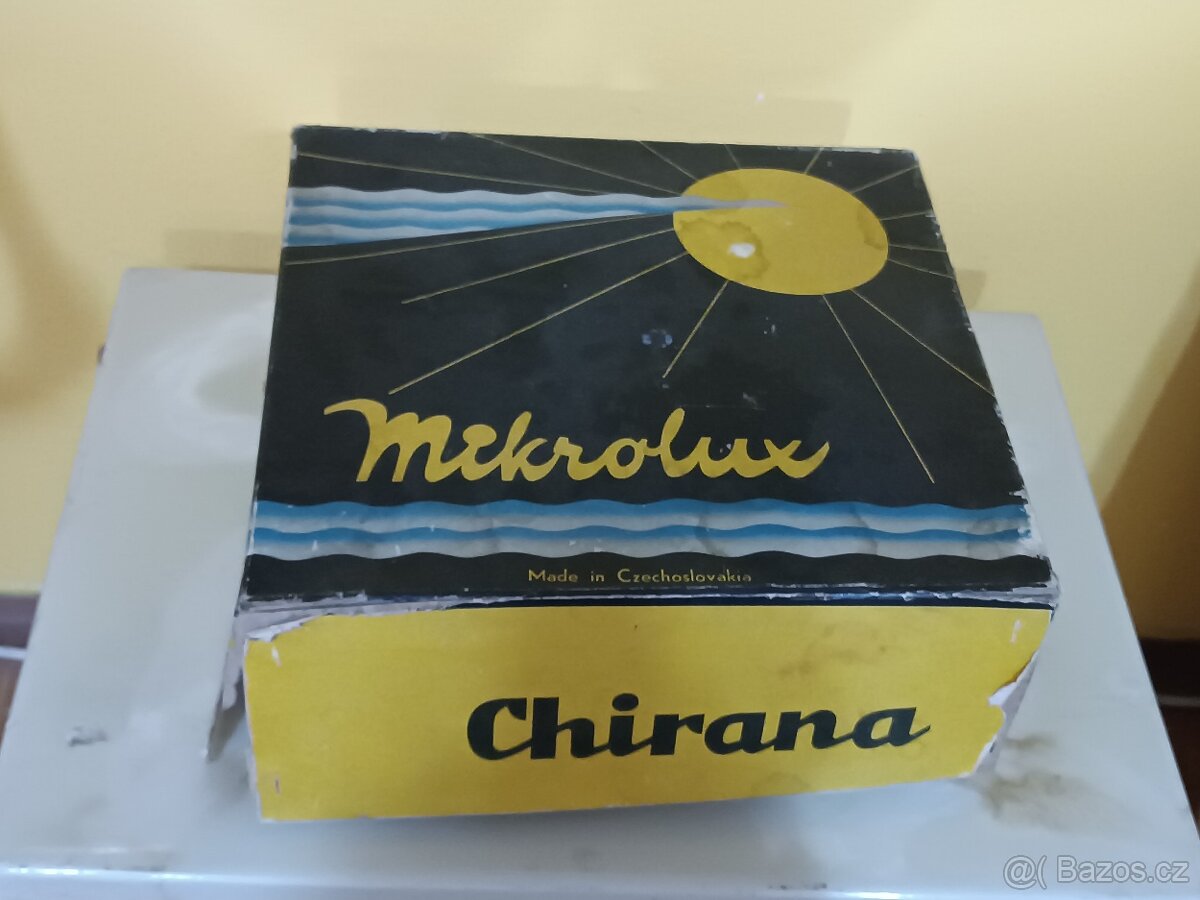 Mikrolux
Made in Czechoslovakia
Chirana
@( Bazos.cz